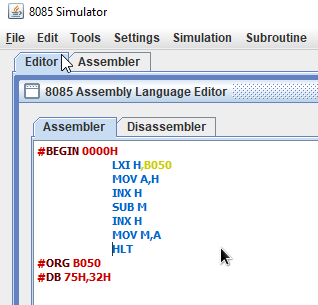 8085 Simulator
File Edit Tools Settings Simulation Subroutine
Editor Assembler
8085 Assembly Language Editor
Assembler Disassembler
#BEGIN 0000H
LXI H,B050
MOV A,H
INX H
SUB M
INX H
MOV M,A
HLT
#ORG B050
#DB 75H,32H